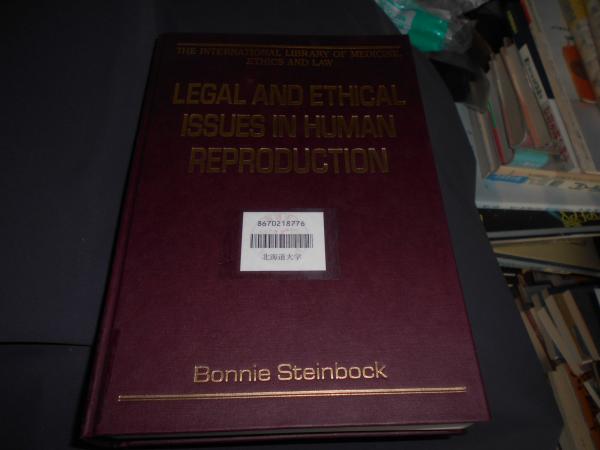 THE INTERNATIONAL LIBRARY OF MEDICINE,
ETHICS AND LAW
LEGAL AND ETHICAL
ISSUES IN HUMAN
REPRODUCTION
8670218776
北海道大学
Bonnie Steinbock